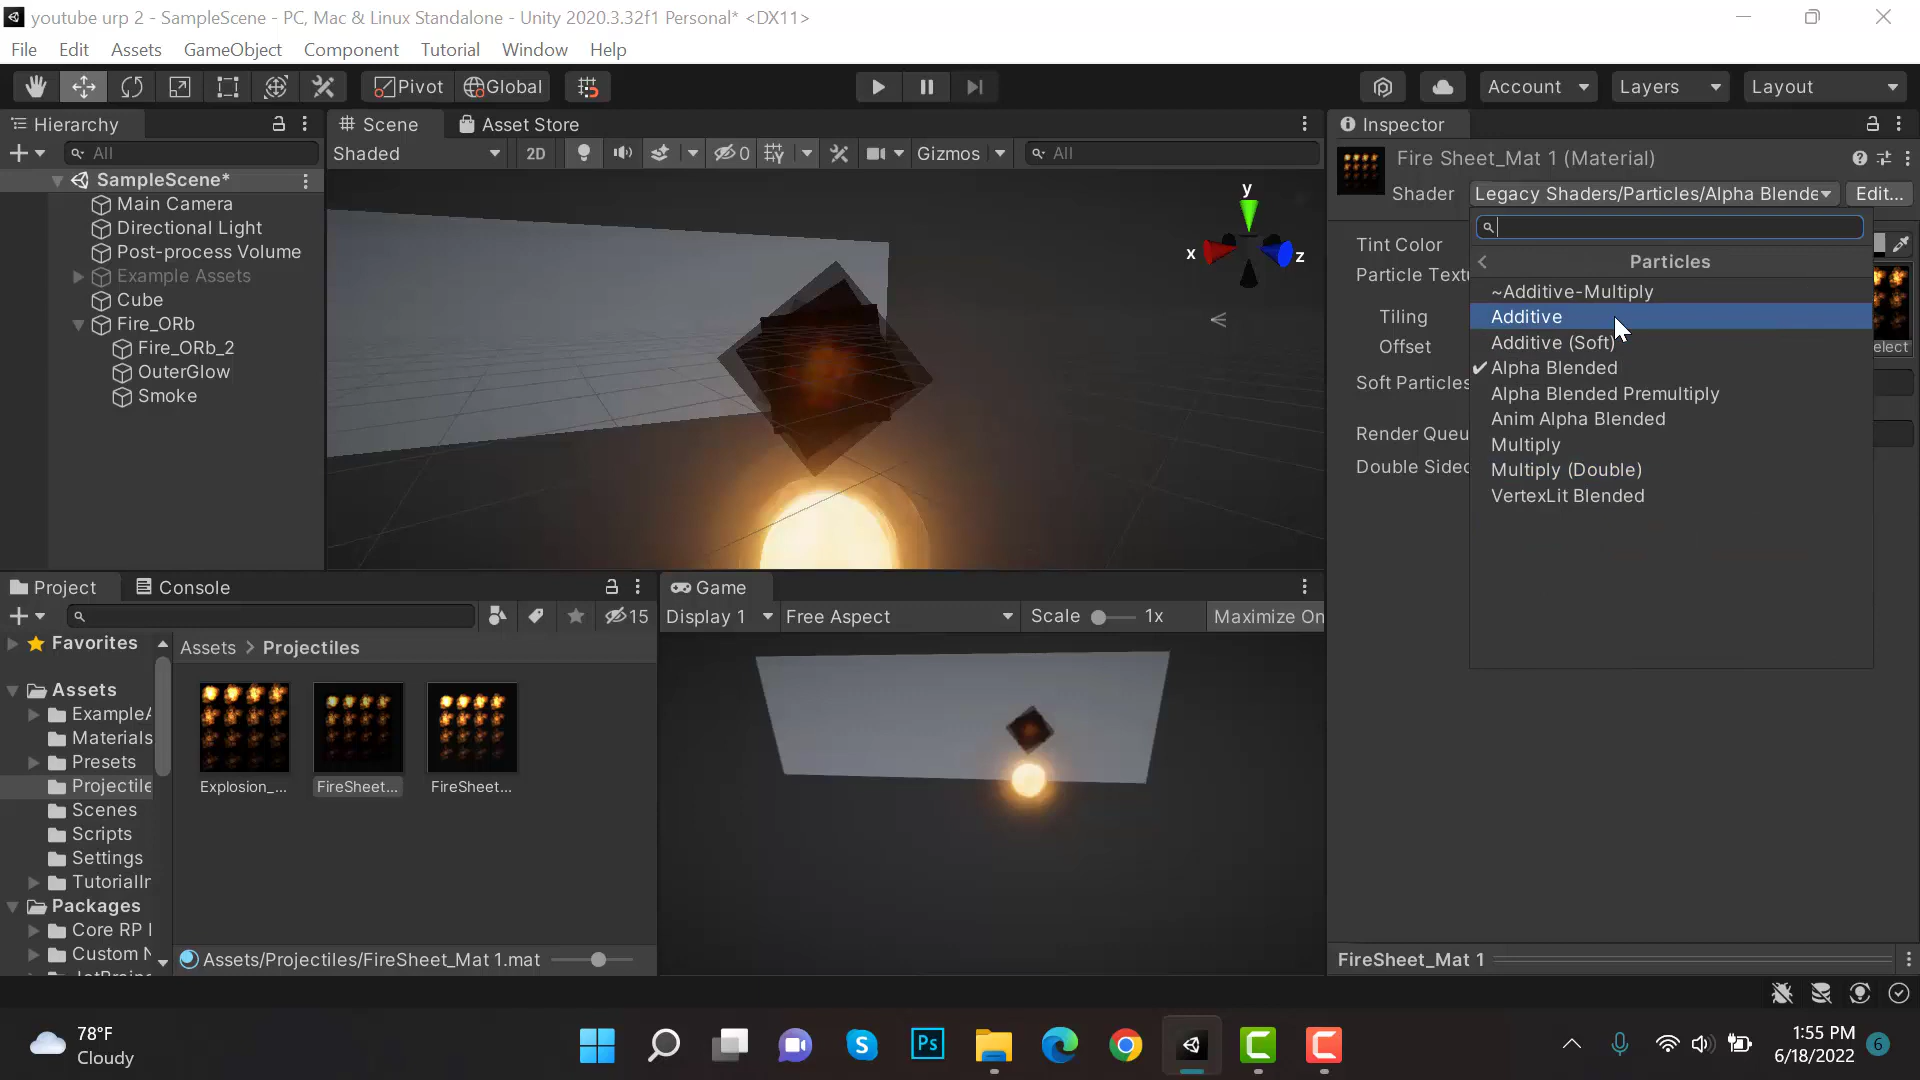 youtube urp 2 - SampleScene - PC, Mac & Linux Standalone - Unity 2020.3.32f1 Personal* <DX11>
File Edit Assets GameObject Component Tutorial Window Help
Pivot Global Account Layers Layout
Hierarchy
All
SampleScene*
Main Camera
Directional Light
Post-process Volume
Example Assets
Cube
Fire_ORb
Fire_ORb_2
OuterGlow
Smoke
Scene Asset Store
Shaded 2D 0 Gizmos All
y
x z
Inspector
Fire Sheet_Mat 1 (Material)
Shader Legacy Shaders/Particles/Alpha Blende Edit...
Tint Color
Particle Textu
Tiling
Offset
Soft Particles
Render Queu
Double Sided
elect
Particles
~Additive-Multiply
Additive
Additive (Soft)
Alpha Blended
Alpha Blended Premultiply
Anim Alpha Blended
Multiply
Multiply (Double)
VertexLit Blended
Project Console
15
Favorites
Assets
ExampleA
Materials
Presets
Projectile
Scenes
Scripts
Settings
TutorialIn
Packages
Core RP l
Custom N
Assets > Projectiles
Explosion_... FireSheet... FireSheet...
Assets/Projectiles/FireSheet_Mat 1.mat
Game
Display 1 Free Aspect Scale 1x Maximize On
FireSheet_Mat 1
78°F
Cloudy
Ps
1:55 PM
6/18/2022
6